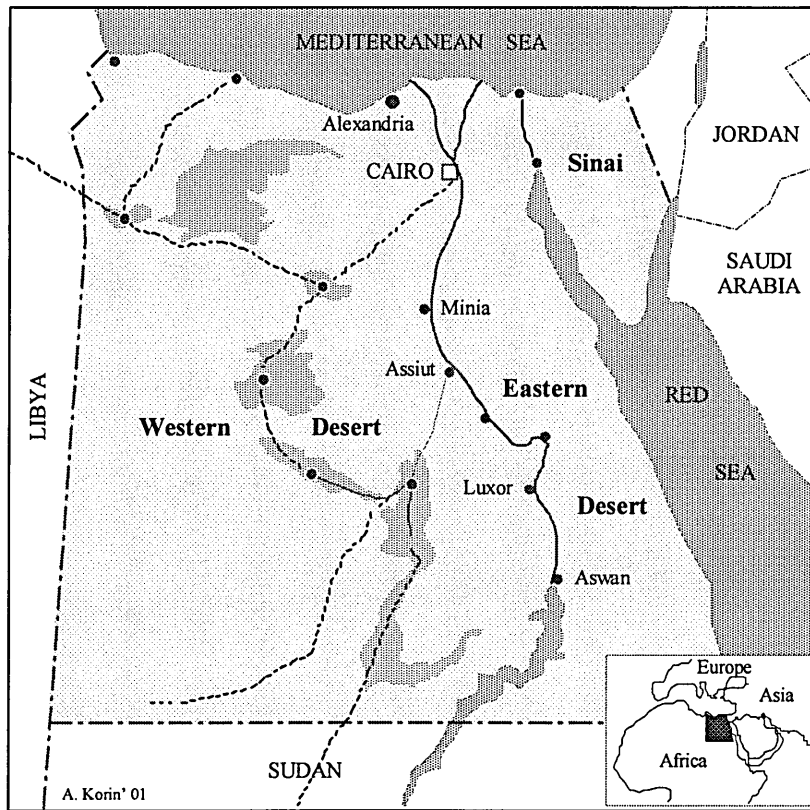 MEDITERRANEAN SEA
Alexandria
JORDAN
CAIRO
Sinai
SAUDI
ARABIA
Minia
Assiut
Eastern
RED
LIBYA
Western Desert
SEA
Luxor
Desert
Aswan
Europe
Asia
Africa
SUDAN
A. Korin' 01